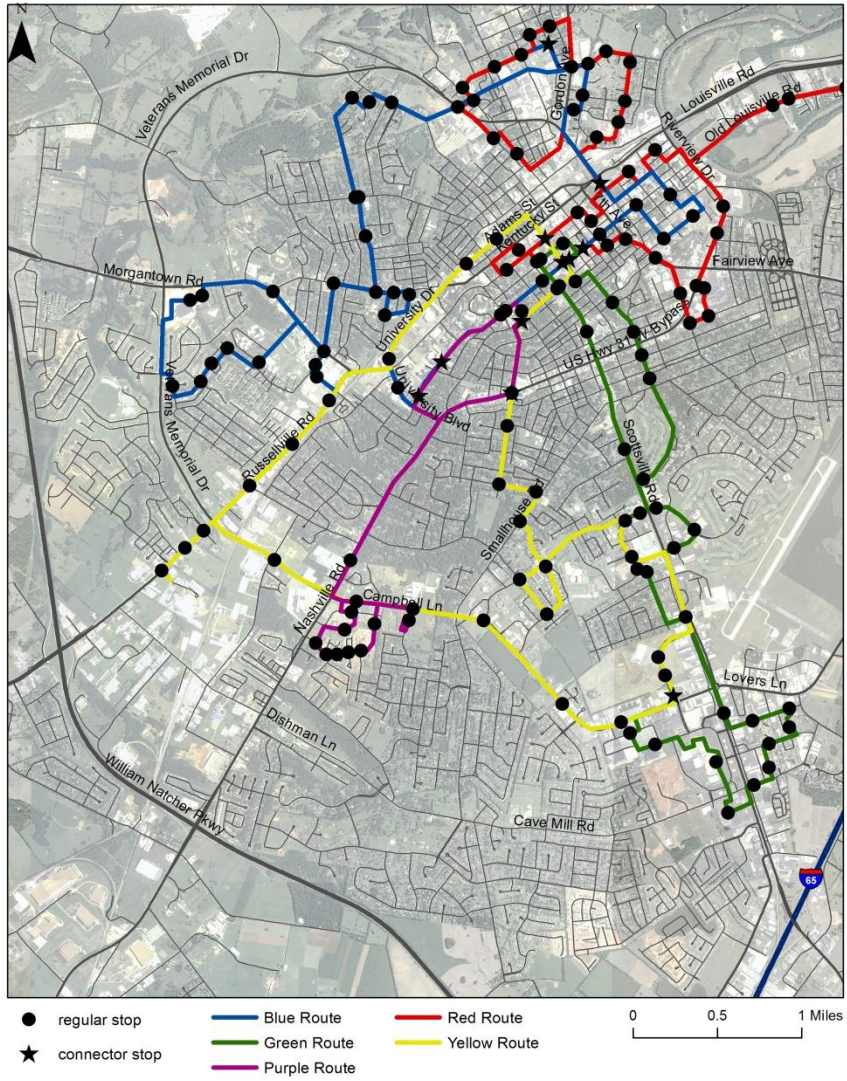 N
Veterans Memorial Dr
Gordon Ave
Louisville Rd
Old Louisville Rd
Riverview Dr
Adams St
Kentucky St
7th Ave
Fairview Ave
Morgantown Rd
University Dr
US Hwy 31 W Bypass
Veterans Memorial Dr
University Blvd
Russellville Rd
Scottsville Rd
Smallhouse Rd
Nashville Rd
Campbell Ln
Lovers Ln
Dishman Ln
William Natcher Pkwy
Cave Mill Rd
65
regular stop
connector stop
Blue Route
Green Route
Purple Route
Red Route
Yellow Route
0 0.5 1 Miles